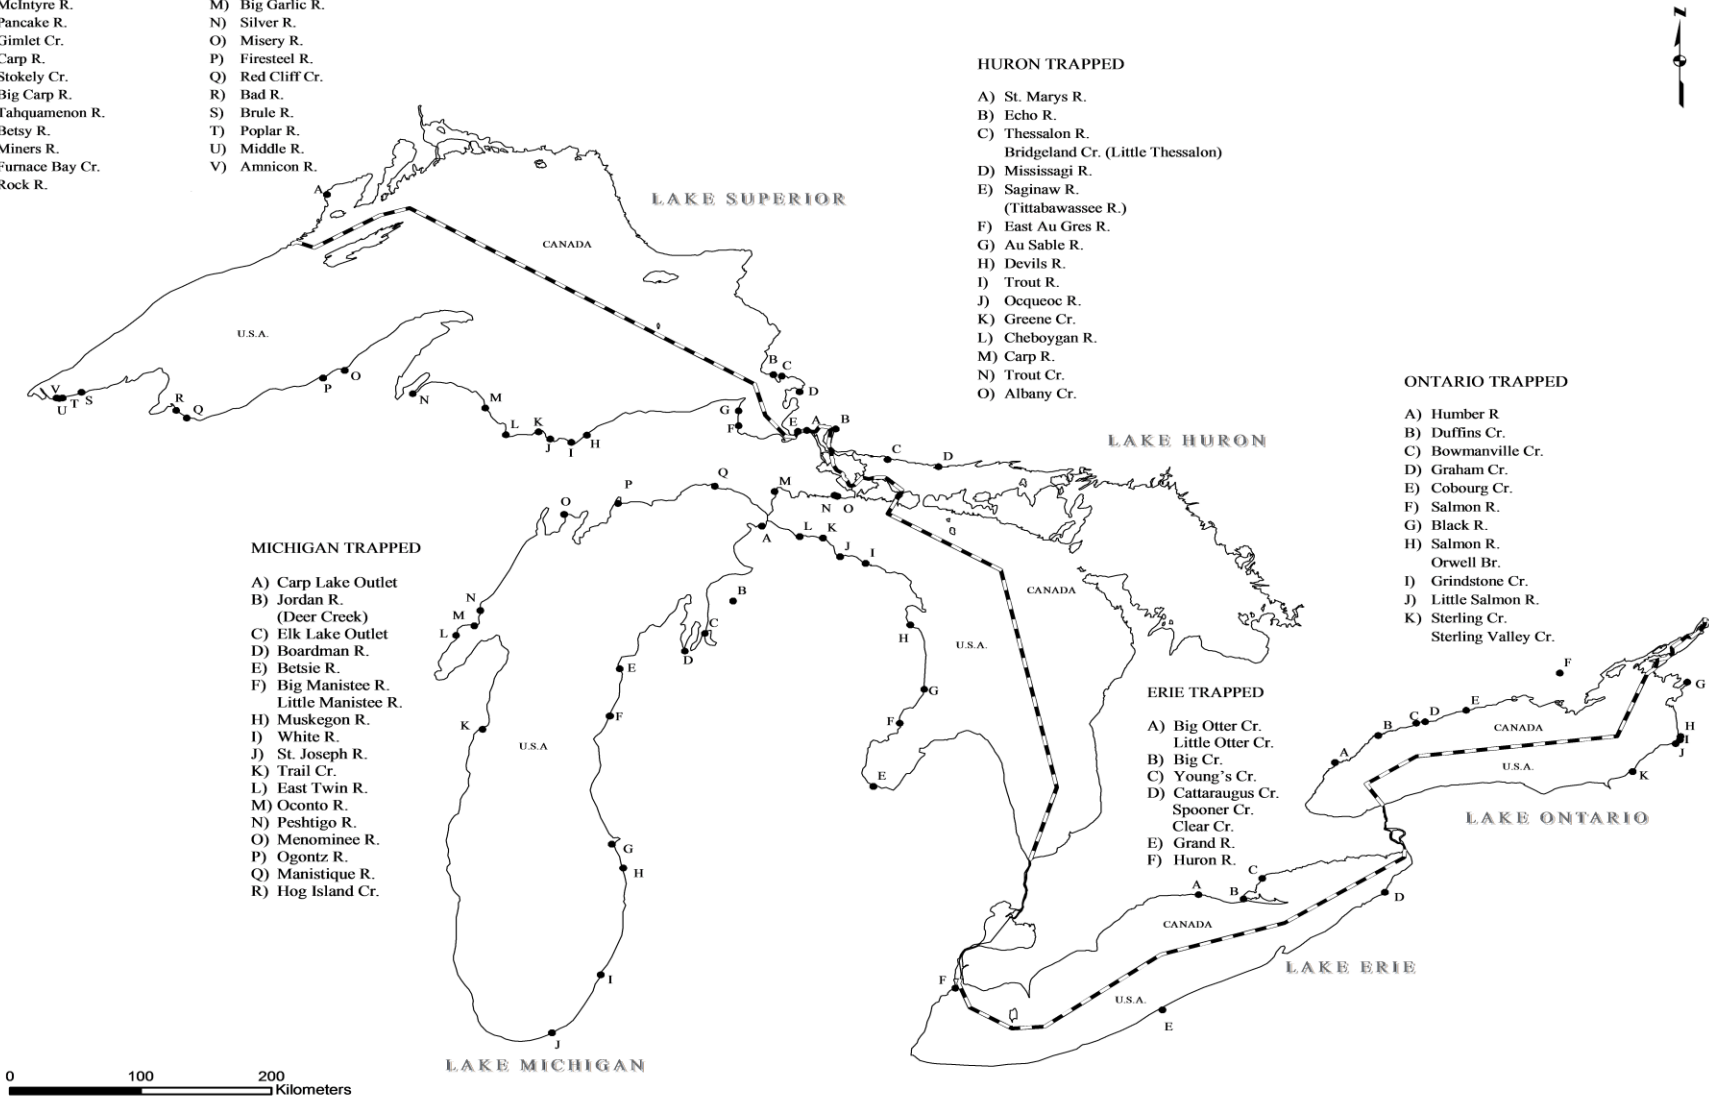 McIntyre R.
Pancake R.
Gimlet Cr.
Carp R.
Stokely Cr.
Big Carp R.
Tahquamenon R.
Betsy R.
Miners R.
Furnace Bay Cr.
Rock R.
M) Big Garlic R.
N) Silver R.
O) Misery R.
P) Firesteel R.
Q) Red Cliff Cr.
R) Bad R.
S) Brule R.
T) Poplar R.
U) Middle R.
V) Amnicon R.
N
LAKE SUPERIOR
CANADA
U.S.A.
A
B
C
D
E
F
G
H
I
J
K
L
M
N
O
P
Q
R
S
T
U
V
HURON TRAPPED
A) St. Marys R.
B) Echo R.
C) Thessalon R.
Bridgeland Cr. (Little Thessalon)
D) Mississagi R.
E) Saginaw R.
(Tittabawassee R.)
F) East Au Gres R.
G) Au Sable R.
H) Devils R.
I) Trout R.
J) Ocqueoc R.
K) Greene Cr.
L) Cheboygan R.
M) Carp R.
N) Trout Cr.
O) Albany Cr.
LAKE HURON
CANADA
U.S.A.
A
B
C
D
E
F
G
H
I
J
K
L
M
N
O
MICHIGAN TRAPPED
A) Carp Lake Outlet
B) Jordan R.
(Deer Creek)
C) Elk Lake Outlet
D) Boardman R.
E) Betsie R.
F) Big Manistee R.
Little Manistee R.
H) Muskegon R.
I) White R.
J) St. Joseph R.
K) Trail Cr.
L) East Twin R.
M) Oconto R.
N) Peshtigo R.
O) Menominee R.
P) Ogontz R.
Q) Manistique R.
R) Hog Island Cr.
U.S.A
A
B
C
D
E
F
G
H
I
J
K
L
M
N
O
P
Q
LAKE MICHIGAN
ONTARIO TRAPPED
A) Humber R
B) Duffins Cr.
C) Bowmanville Cr.
D) Graham Cr.
E) Cobourg Cr.
F) Salmon R.
G) Black R.
H) Salmon R.
Orwell Br.
I) Grindstone Cr.
J) Little Salmon R.
K) Sterling Cr.
Sterling Valley Cr.
A
B
C
D
E
F
G
H
I
J
K
CANADA
U.S.A.
LAKE ONTARIO
ERIE TRAPPED
A) Big Otter Cr.
Little Otter Cr.
B) Big Cr.
C) Young's Cr.
D) Cattaraugus Cr.
Spooner Cr.
Clear Cr.
E) Grand R.
F) Huron R.
A
B
C
D
E
F
CANADA
U.S.A.
LAKE ERIE
0 100 200
Kilometers